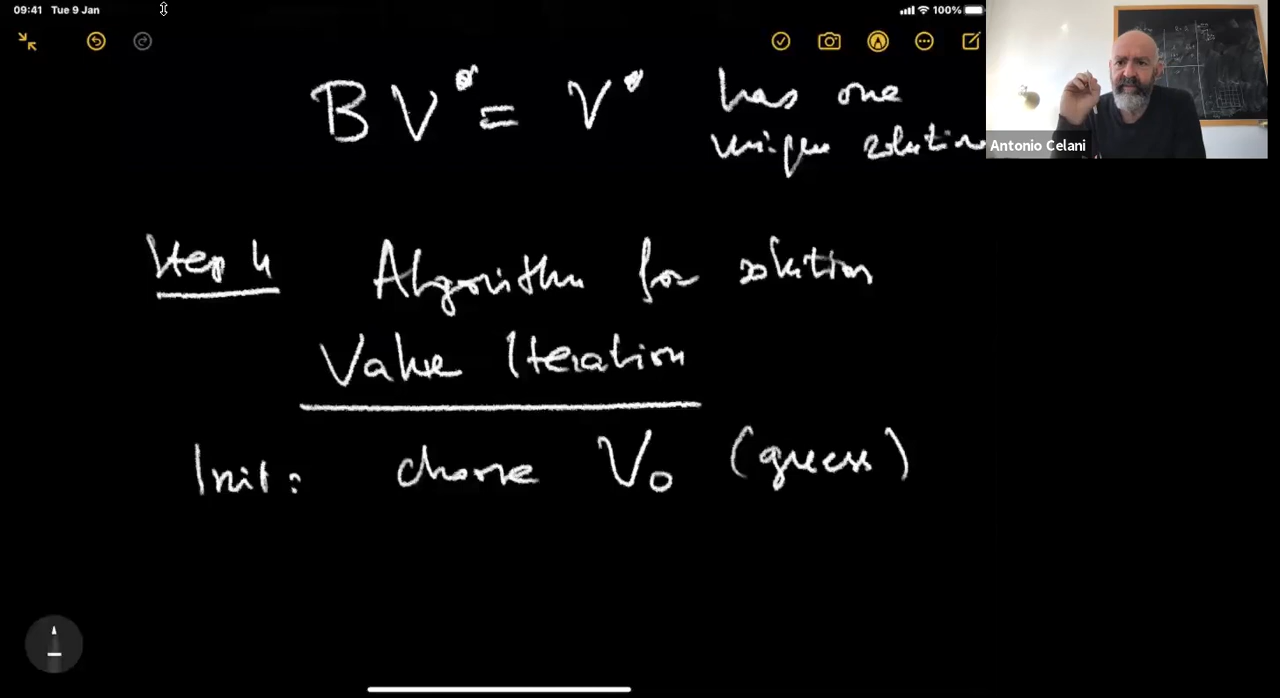 09:41 Tue 9 Jan
100%
B V* = V* has one
unique solution
Antonio Celani
Step 4 Algorithm for solution
Value Iteration
Init: choose V₀ (guess)